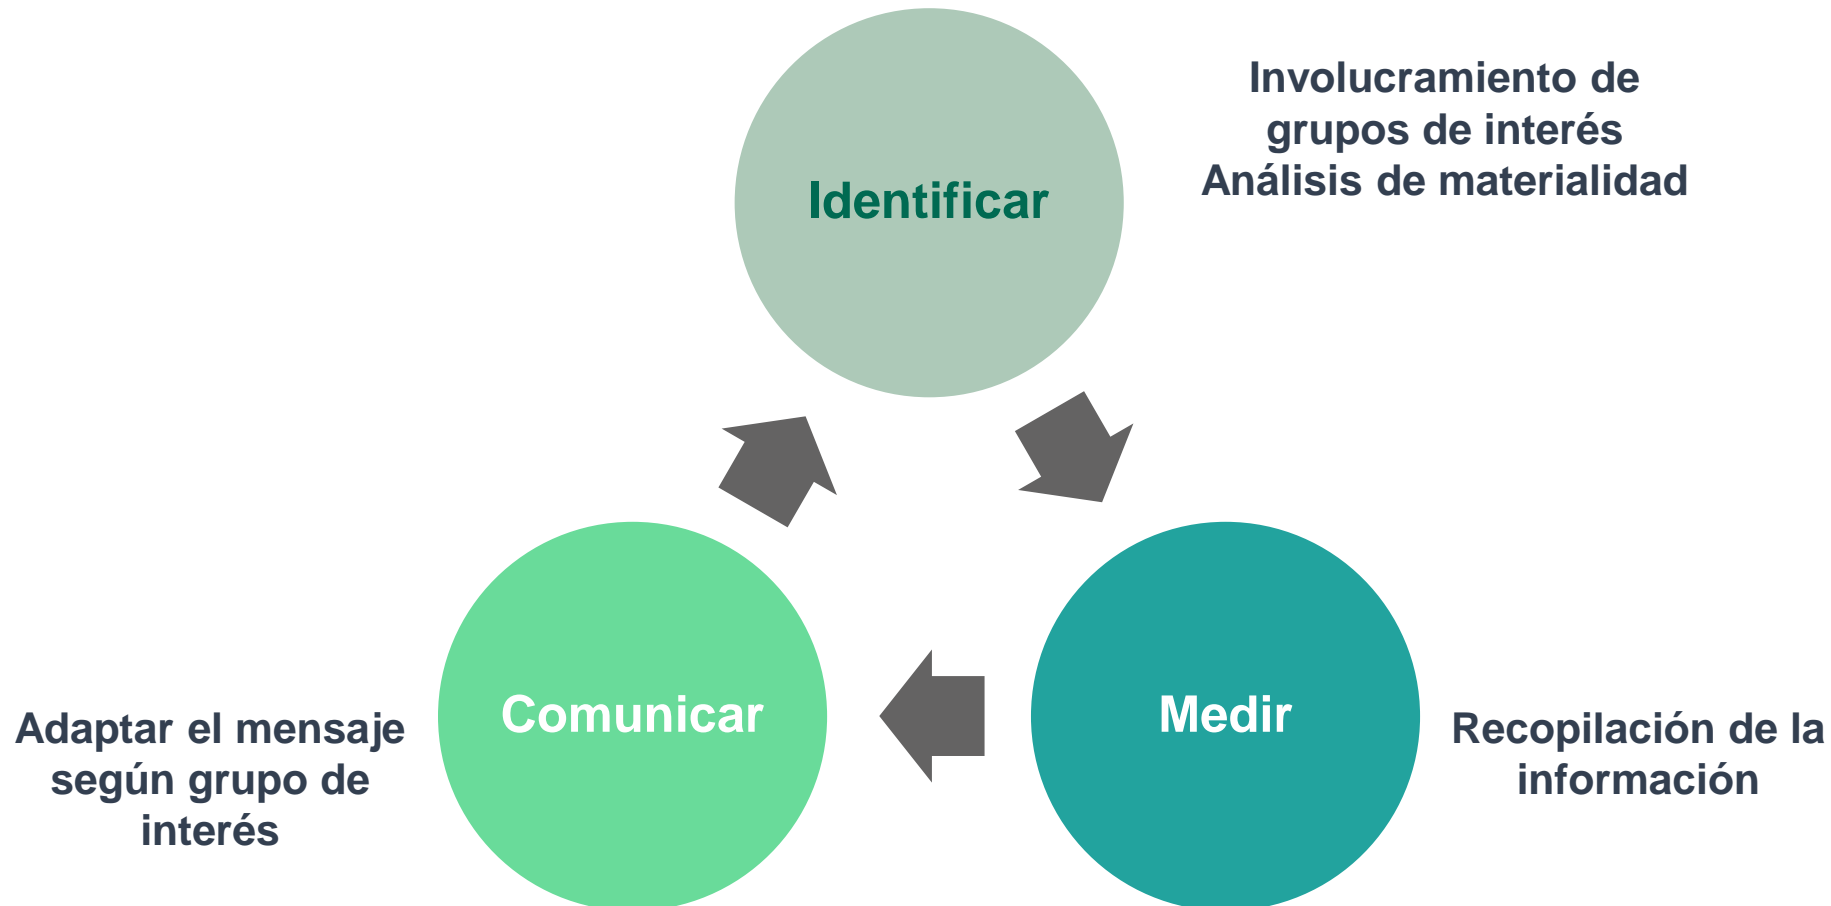 Identificar
Involucramiento de
grupos de interés
Análisis de materialidad
Medir
Recopilación de la
información
Comunicar
Adaptar el mensaje
según grupo de
interés